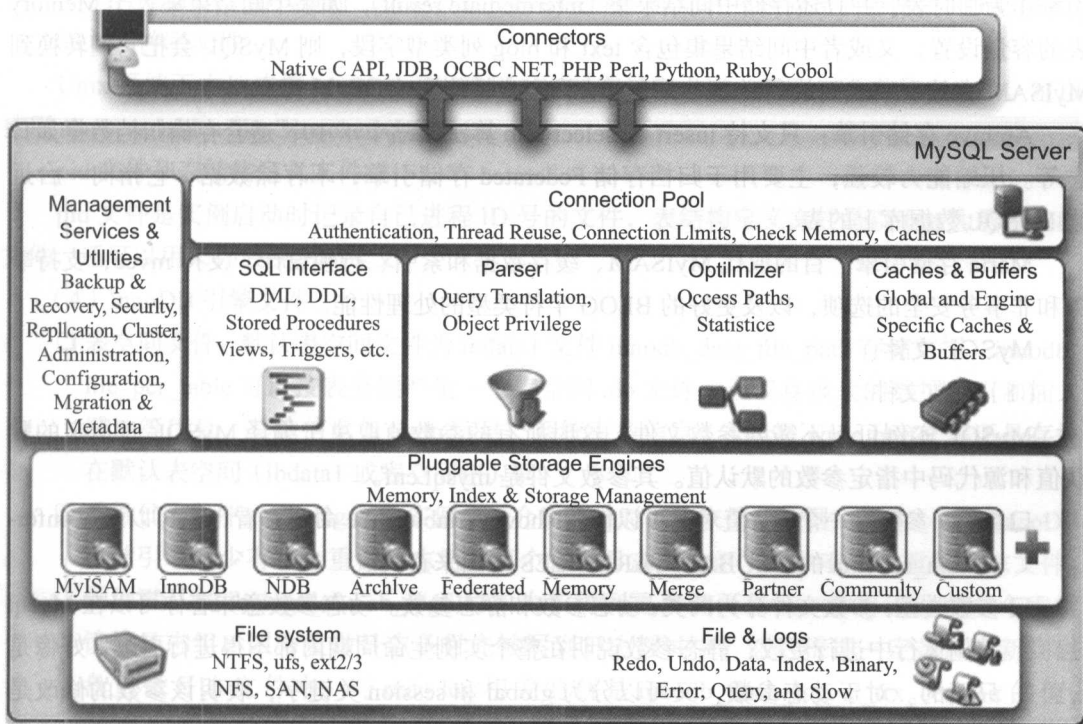 Connectors
Native C API, JDB, OCBC .NET, PHP, Perl, Python, Ruby, Cobol
MySQL Server
Management
Services &
Utllltles
Backup &
Recovery, Security,
Repllcation, Cluster,
Administration,
Configuration,
Mgration &
Metadata
Connection Pool
Authentication, Thread Reuse, Connection Llmits, Check Memory, Caches
SQL Interface
DML, DDL,
Stored Procedures
Views, Triggers, etc.
Parser
Query Translation,
Object Privilege
Optlmlzer
Qccess Paths,
Statistice
Caches & Buffers
Global and Engine
Specific Caches &
Buffers
Pluggable Storage Engines
Memory, Index & Storage Management
MyISAM
InnoDB
NDB
Archlve
Federated
Memory
Merge
Partner
Community
Custom
File system
NTFS, ufs, ext2/3
NFS, SAN, NAS
File & Logs
Redo, Undo, Data, Index, Binary,
Error, Query, and Slow